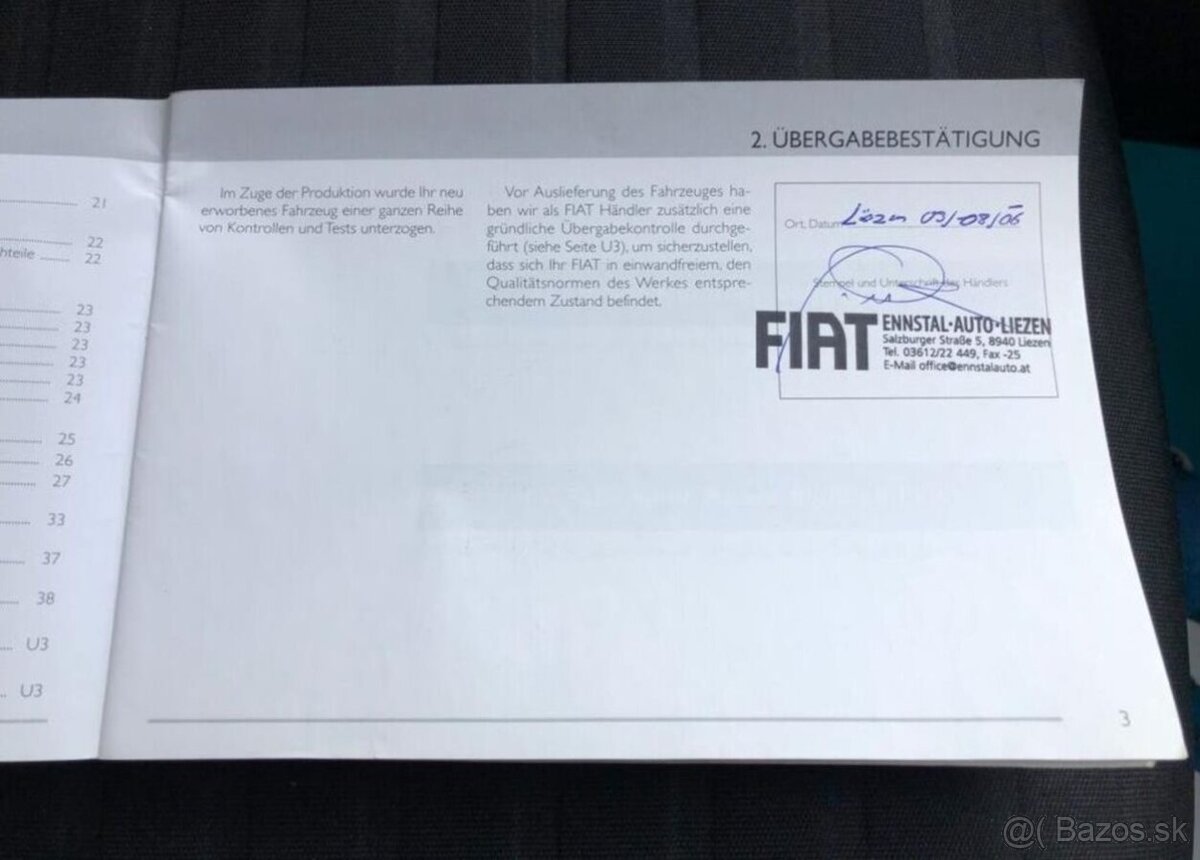 21
22
hteile ........ 22
23
23
23
23
23
24
25
26
27
33
37
38
U3
U3
2. ÜBERGABEBESTÄTIGUNG
Im Zuge der Produktion wurde Ihr neu
erworbenes Fahrzeug einer ganzen Reihe
von Kontrollen und Tests unterzogen.
Vor Auslieferung des Fahrzeuges ha-
ben wir als FIAT Händler zusätzlich eine
gründliche Übergabekontrolle durchge-
führt (siehe Seite U3), um sicherzustellen,
dass sich Ihr FIAT in einwandfreiem, den
Qualitätsnormen des Werkes entspre-
chendem Zustand befindet.
Ort, Datum Liezen 03/08/06
Stempel und Unterschrift des Händlers
FIAT ENNSTAL-AUTO-LIEZEN
Salzburger Straße 5, 8940 Liezen
Tel. 03612/22 449, Fax -25
E-Mail office@ennstalauto.at
3
@( Bazos.sk